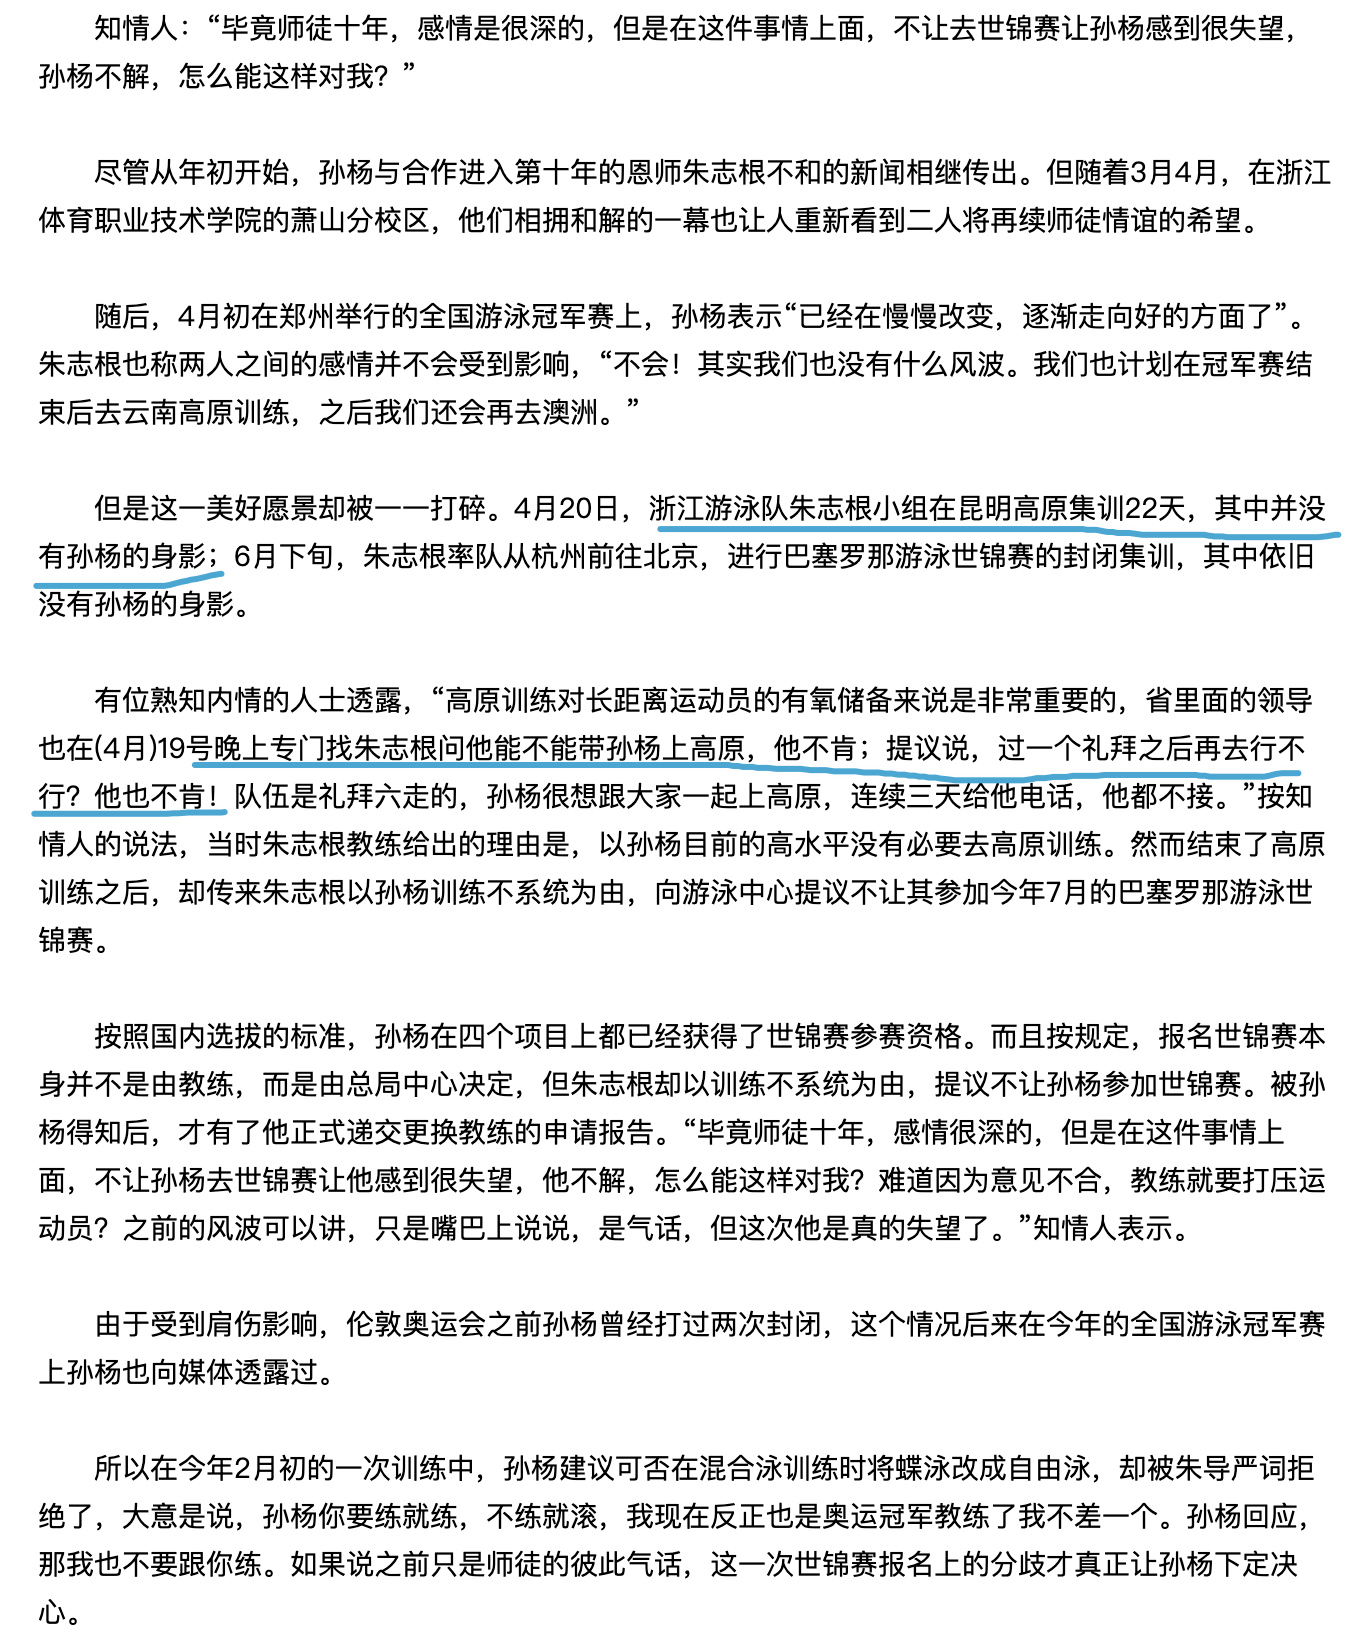 知情人：“毕竟师徒十年，感情是很深的，但是在这件事情上面，不让去世锦赛让孙杨感到很失望，
孙杨不解，怎么能这样对我？”
尽管从年初开始，孙杨与合作进入第十年的恩师朱志根不和的新闻相继传出。但随着3月4月，在浙江
体育职业技术学院的萧山分校区，他们相拥和解的一幕也让人重新看到二人将再续师徒情谊的希望。
随后，4月初在郑州举行的全国游泳冠军赛上，孙杨表示“已经在慢慢改变，逐渐走向好的方面了”。
朱志根也称两人之间的感情并不会受到影响，“不会！其实我们也没有什么风波。我们也计划在冠军赛结
束后去云南高原训练，之后我们还会再去澳洲。”
但是这一美好愿景却被一一打碎。4月20日，浙江游泳队朱志根小组在昆明高原集训22天，其中并没
有孙杨的身影；6月下旬，朱志根率队从杭州前往北京，进行巴塞罗那游泳世锦赛的封闭集训，其中依旧
没有孙杨的身影。
有位熟知内情的人士透露，“高原训练对长距离运动员的有氧储备来说是非常重要的，省里面的领导
也在(4月)19号晚上专门找朱志根问他能不能带孙杨上高原，他不肯；提议说，过一个礼拜之后再去行不
行？他也不肯！队伍是礼拜六走的，孙杨很想跟大家一起上高原，连续三天给他电话，他都不接。”按知
情人的说法，当时朱志根教练给出的理由是，以孙杨目前的高水平没有必要去高原训练。然而结束了高原
训练之后，却传来朱志根以孙杨训练不系统为由，向游泳中心提议不让其参加今年7月的巴塞罗那游泳世
锦赛。
按照国内选拔的标准，孙杨在四个项目上都已经获得了世锦赛参赛资格。而且按规定，报名世锦赛本
身并不是由教练，而是由总局中心决定，但朱志根却以训练不系统为由，提议不让孙杨参加世锦赛。被孙
杨得知后，才有了他正式递交更换教练的申请报告。“毕竟师徒十年，感情很深的，但是在这件事情上
面，不让孙杨去世锦赛让他感到很失望，他不解，怎么能这样对我？难道因为意见不合，教练就要打压运
动员？之前的风波可以讲，只是嘴巴上说说，是气话，但这次他是真的失望了。”知情人表示。
由于受到肩伤影响，伦敦奥运会之前孙杨曾经打过两次封闭，这个情况后来在今年的全国游泳冠军赛
上孙杨也向媒体透露过。
所以在今年2月初的一次训练中，孙杨建议可否在混合泳训练时将蝶泳改成自由泳，却被朱导严词拒
绝了，大意是说，孙杨你要练就练，不练就滚，我现在反正也是奥运冠军教练了我不差一个。孙杨回应，
那我也不要跟你练。如果说之前只是师徒的彼此气话，这一次世锦赛报名上的分歧才真正让孙杨下定决
心。